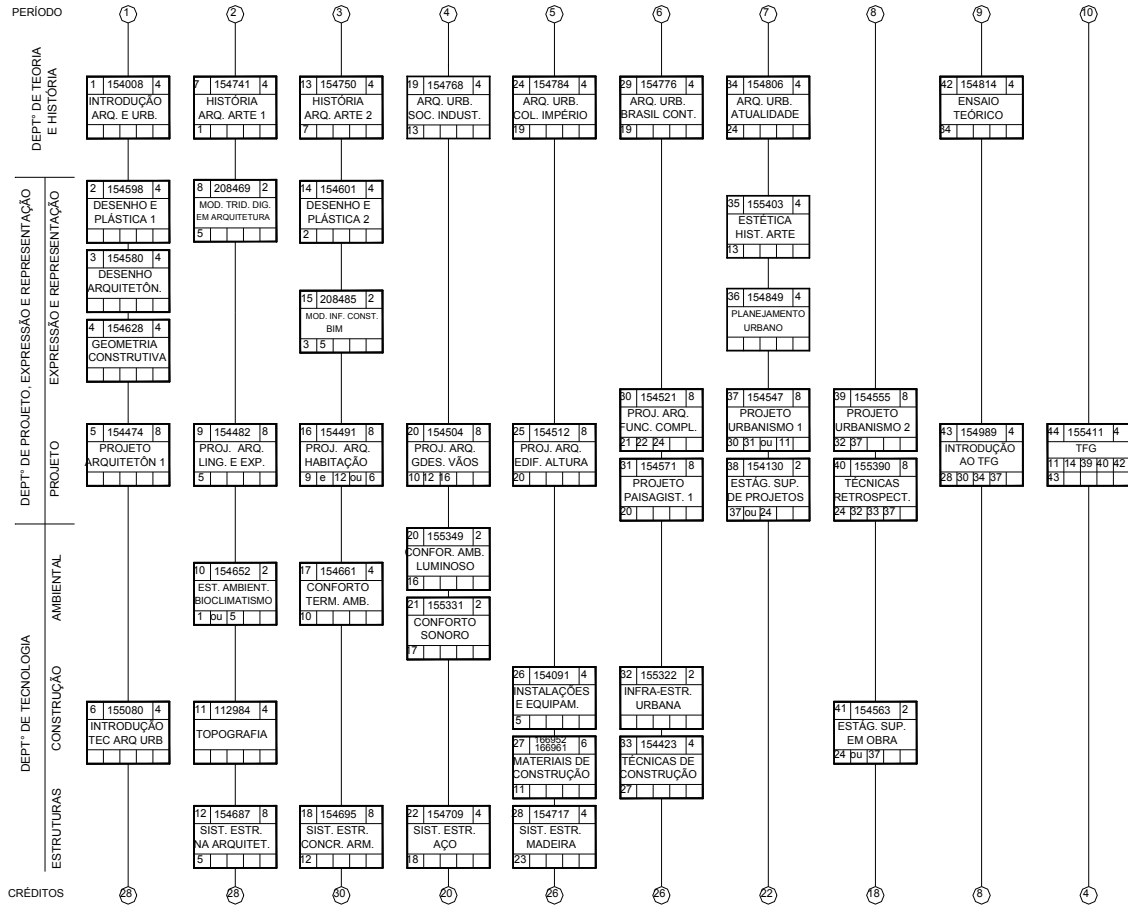 PERÍODO 1 2 3 4 5 6 7 8 9 10
DEPTº DE TEORIA
E HISTÓRIA
1 154008 4
INTRODUÇÃO
ARQ. E URB.
7 154741 4
HISTÓRIA
ARQ. ARTE 1
1
13 154750 4
HISTÓRIA
ARQ. ARTE 2
7
19 154768 4
ARQ. URB.
SOC. INDUST.
13
24 154784 4
ARQ. URB.
COL. IMPÉRIO
19
29 154776 4
ARQ. URB.
BRASIL CONT.
19
34 154806 4
ARQ. URB.
ATUALIDADE
24
42 154814 4
ENSAIO
TEÓRICO
34
DEPTº DE PROJETO, EXPRESSÃO E REPRESENTAÇÃO
EXPRESSÃO E REPRESENTAÇÃO
2 154598 4
DESENHO E
PLÁSTICA 1
8 208469 2
MOD. TRID. DIG.
EM ARQUITETURA
5
14 154601 4
DESENHO E
PLÁSTICA 2
2
35 155403 4
ESTÉTICA
HIST. ARTE
13
3 154580 4
DESENHO
ARQUITETÔN.
15 208485 2
MOD. INF. CONST.
BIM
3 5
36 154849 4
PLANEJAMENTO
URBANO
4 154628 4
GEOMETRIA
CONSTRUTIVA
PROJETO
5 154474 8
PROJETO
ARQUITETÔN 1
9 154482 8
PROJ. ARQ.
LING. E EXP.
5
16 154491 8
PROJ. ARQ.
HABITAÇÃO
9 e 12 ou 6
20 154504 8
PROJ. ARQ.
GDES. VÃOS
10 12 16
25 154512 8
PROJ. ARQ.
EDIF. ALTURA
20
30 154521 8
PROJ. ARQ.
FUNC. COMPL.
21 22 24
37 154547 8
PROJETO
URBANISMO 1
30 31 ou 11
39 154555 8
PROJETO
URBANISMO 2
32 37
43 154989 4
INTRODUÇÃO
AO TFG
28 30 34 37
44 155411 4
TFG
11 14 39 40 42
43
31 154571 8
PROJETO
PAISAGIST. 1
20
38 154130 2
ESTÁG. SUP.
DE PROJETOS
37 ou 24
40 155390 8
TÉCNICAS
RETROSPECT.
24 32 33 37
DEPTº DE TECNOLOGIA
AMBIENTAL
10 154652 2
EST. AMBIENT.
BIOCLIMATISMO
1 ou 5
17 154661 4
CONFORTO
TERM. AMB.
10
20 155349 2
CONFOR. AMB.
LUMINOSO
16
21 155331 2
CONFORTO
SONORO
17
CONSTRUÇÃO
6 155080 4
INTRODUÇÃO
TEC ARQ URB
11 112984 4
TOPOGRAFIA
26 154091 4
INSTALAÇÕES
E EQUIPAM.
5
32 155322 2
INFRA-ESTR.
URBANA
41 154563 2
ESTÁG. SUP.
EM OBRA
24 ou 37
27 166952 166961 6
MATERIAIS DE
CONSTRUÇÃO
11
33 154423 4
TÉCNICAS DE
CONSTRUÇÃO
27
ESTRUTURAS
12 154687 8
SIST. ESTR.
NA ARQUITET.
5
18 154695 8
SIST. ESTR.
CONCR. ARM.
12
22 154709 4
SIST. ESTR.
AÇO
18
28 154717 4
SIST. ESTR.
MADEIRA
23
CRÉDITOS 28 28 30 20 26 26 22 18 8 4